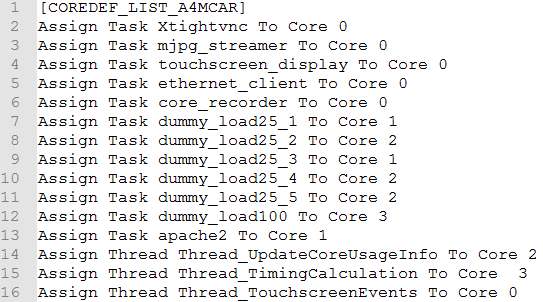 1 [COREDEF_LIST_A4MCAR]
2 Assign Task Xtightvnc To Core 0
3 Assign Task mjpg_streamer To Core 0
4 Assign Task touchscreen_display To Core 0
5 Assign Task ethernet_client To Core 0
6 Assign Task core_recorder To Core 0
7 Assign Task dummy_load25_1 To Core 1
8 Assign Task dummy_load25_2 To Core 2
9 Assign Task dummy_load25_3 To Core 1
10 Assign Task dummy_load25_4 To Core 2
11 Assign Task dummy_load25_5 To Core 2
12 Assign Task dummy_load100 To Core 3
13 Assign Task apache2 To Core 1
14 Assign Thread Thread_UpdateCoreUsageInfo To Core 2
15 Assign Thread Thread_TimingCalculation To Core  3
16 Assign Thread Thread_TouchscreenEvents To Core 0